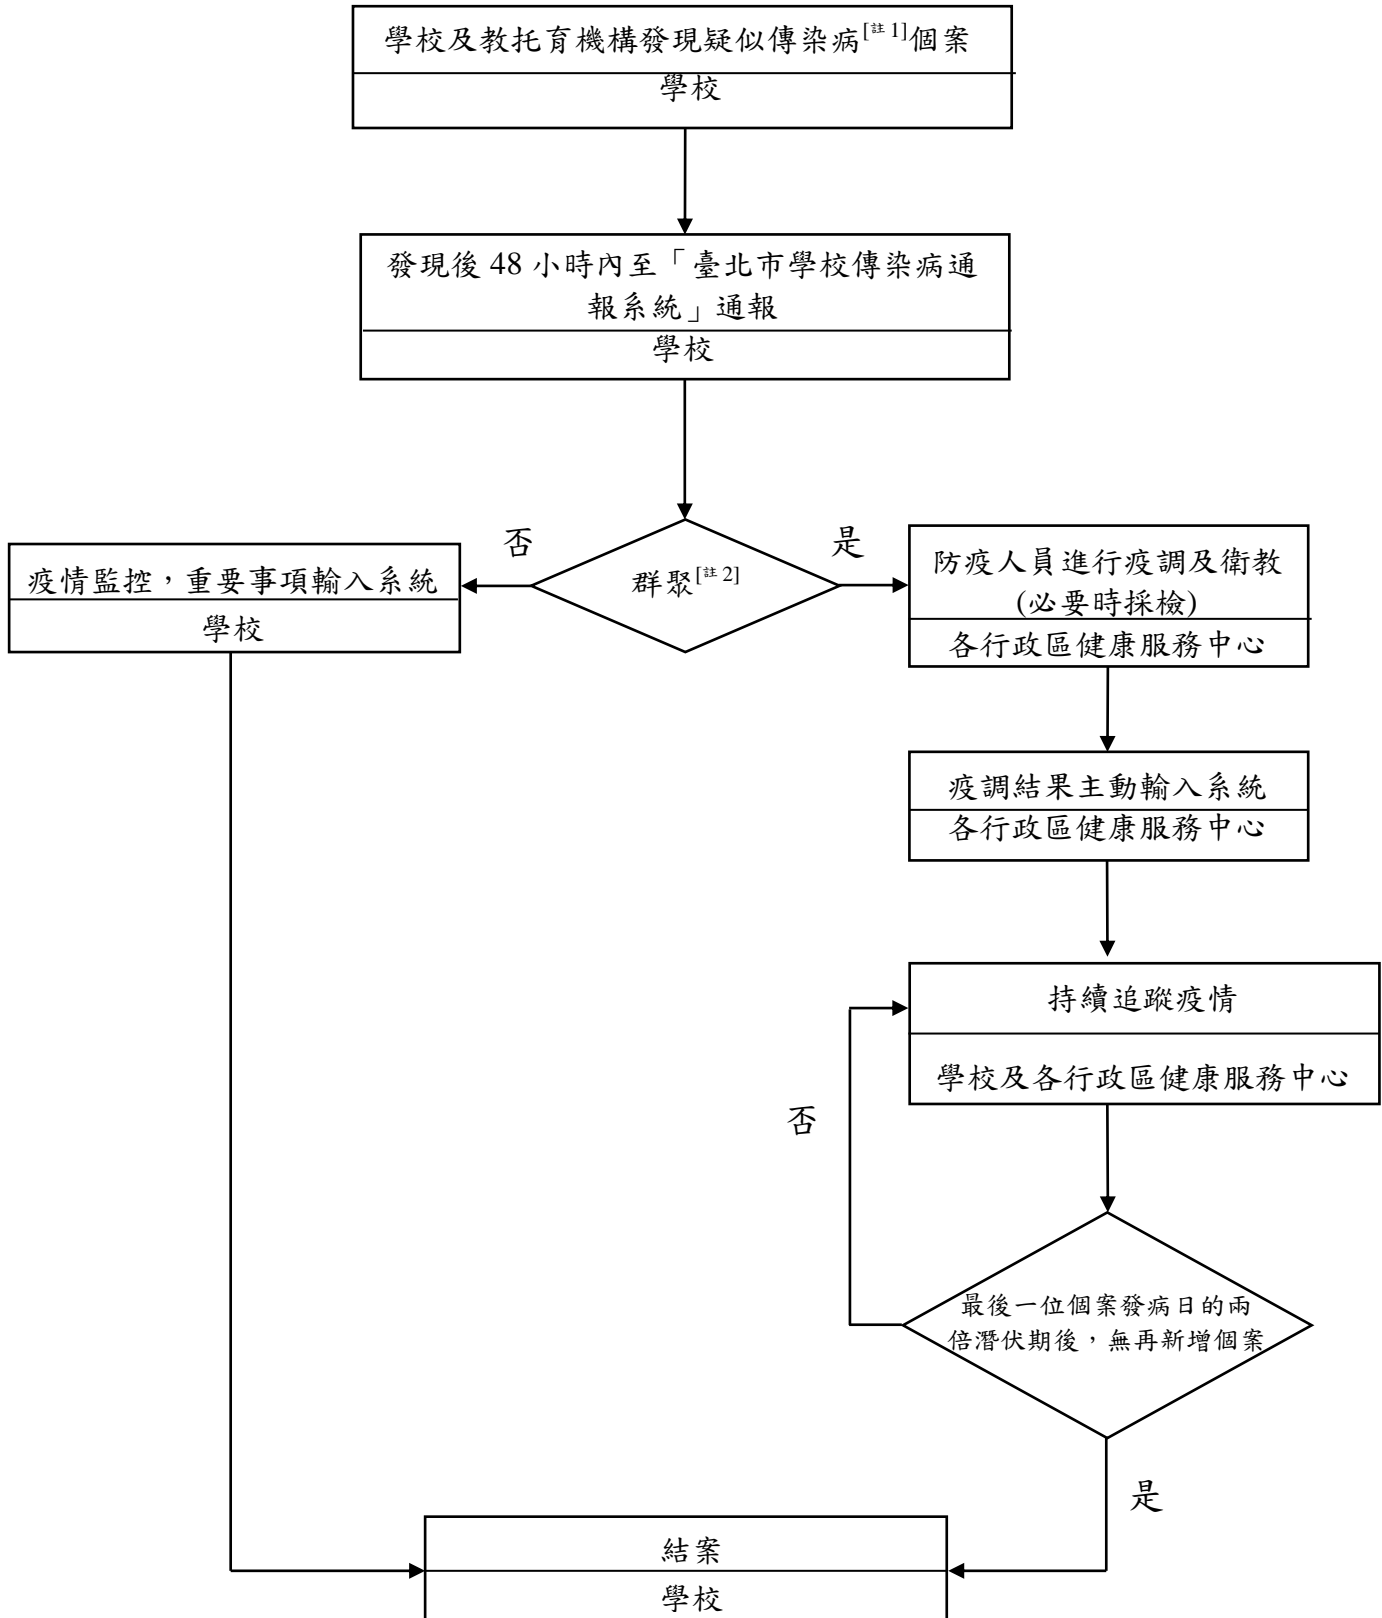 學校及教托育機構發現疑似傳染病[註 1]個案
學校
發現後 48 小時內至「臺北市學校傳染病通
報系統」通報
學校
否
是
群聚[註 2]
疫情監控，重要事項輸入系統
學校
防疫人員進行疫調及衛教
(必要時採檢)
各行政區健康服務中心
疫調結果主動輸入系統
各行政區健康服務中心
持續追蹤疫情
學校及各行政區健康服務中心
否
最後一位個案發病日的兩
倍潛伏期後，無再新增個案
是
結案
學校